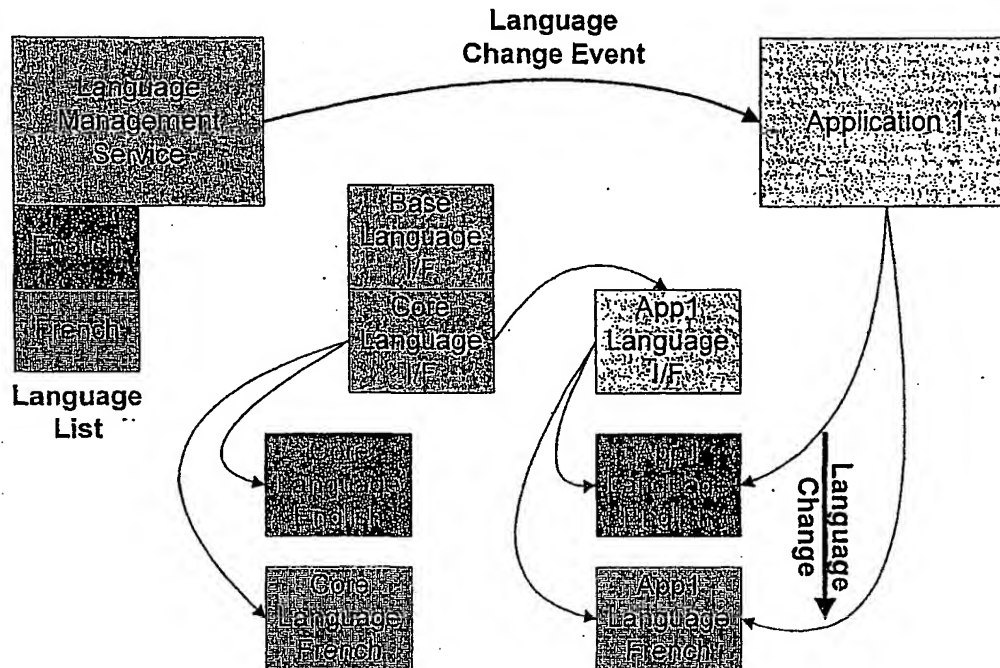 Language
Change Event
Language
Management
Service
Application 1
English
French
Language
List
Base
Language
I/F
Core
Language
I/F
App1
Language
I/F
Core
Language
English
App1
Language
English
Language
Change
Core
Language
French
App1
Language
French